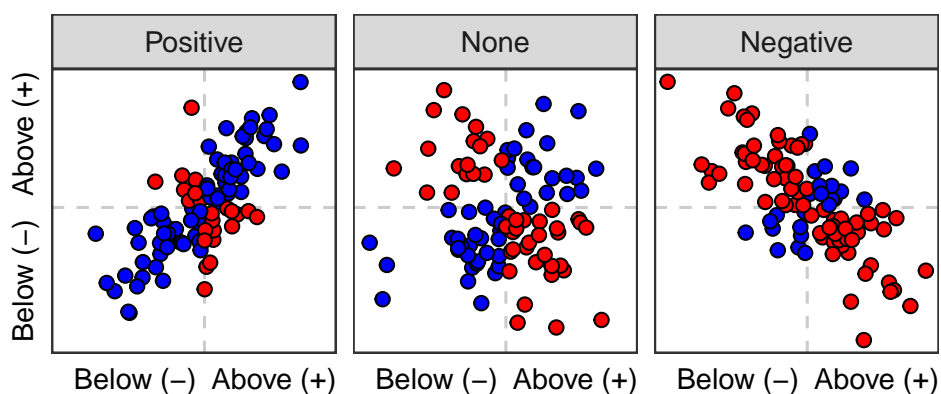 Positive
None
Negative
Above (+)
Below (−)
Below (−) Above (+)
Below (−) Above (+)
Below (−) Above (+)